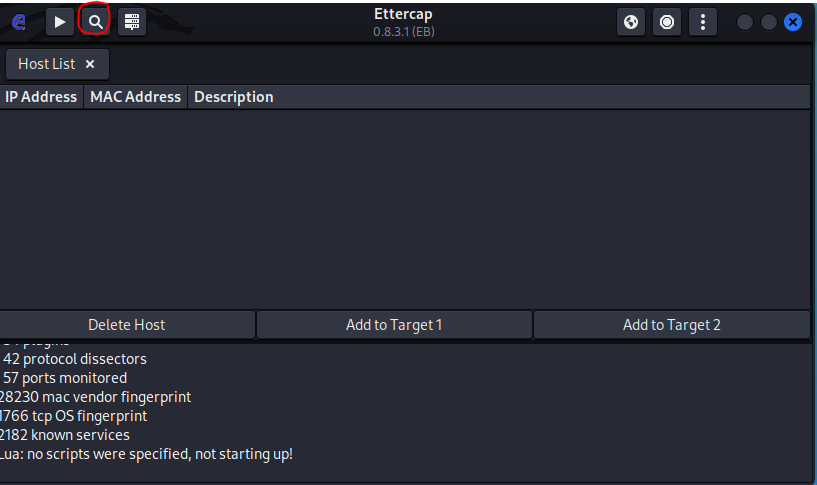 Ettercap
0.8.3.1 (EB)
Host List
IP Address MAC Address Description
Delete Host Add to Target 1 Add to Target 2
plugins
42 protocol dissectors
57 ports monitored
28230 mac vendor fingerprint
1766 tcp OS fingerprint
2182 known services
Lua: no scripts were specified, not starting up!